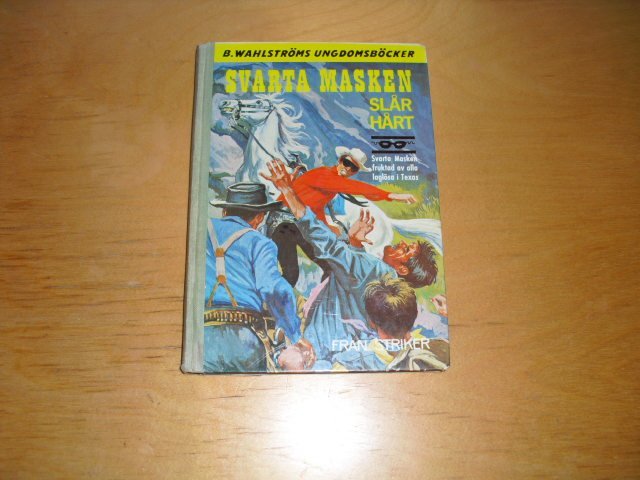 B. WAHLSTRÖMS UNGDOMSBÖCKER
SVARTA MASKEN
SLÅR
HÅRT
Svarta Masken
fruktad av alla
laglösa i Texas
FRAN STRIKER